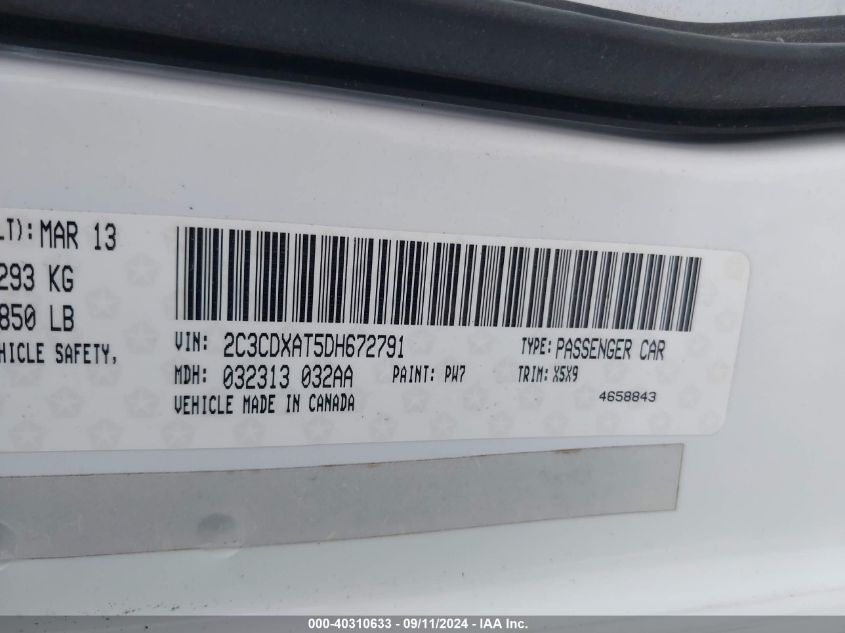 LT): MAR 13
293 KG
850 LB
HICLE SAFETY,
VIN: 2C3CDXAT5DH672791
TYPE: PASSENGER CAR
MDH: 032313 032AA
PAINT: PW7
TRIM: X5X9
VEHICLE MADE IN CANADA
4658843
000-40310633 - 09/11/2024 - IAA Inc.